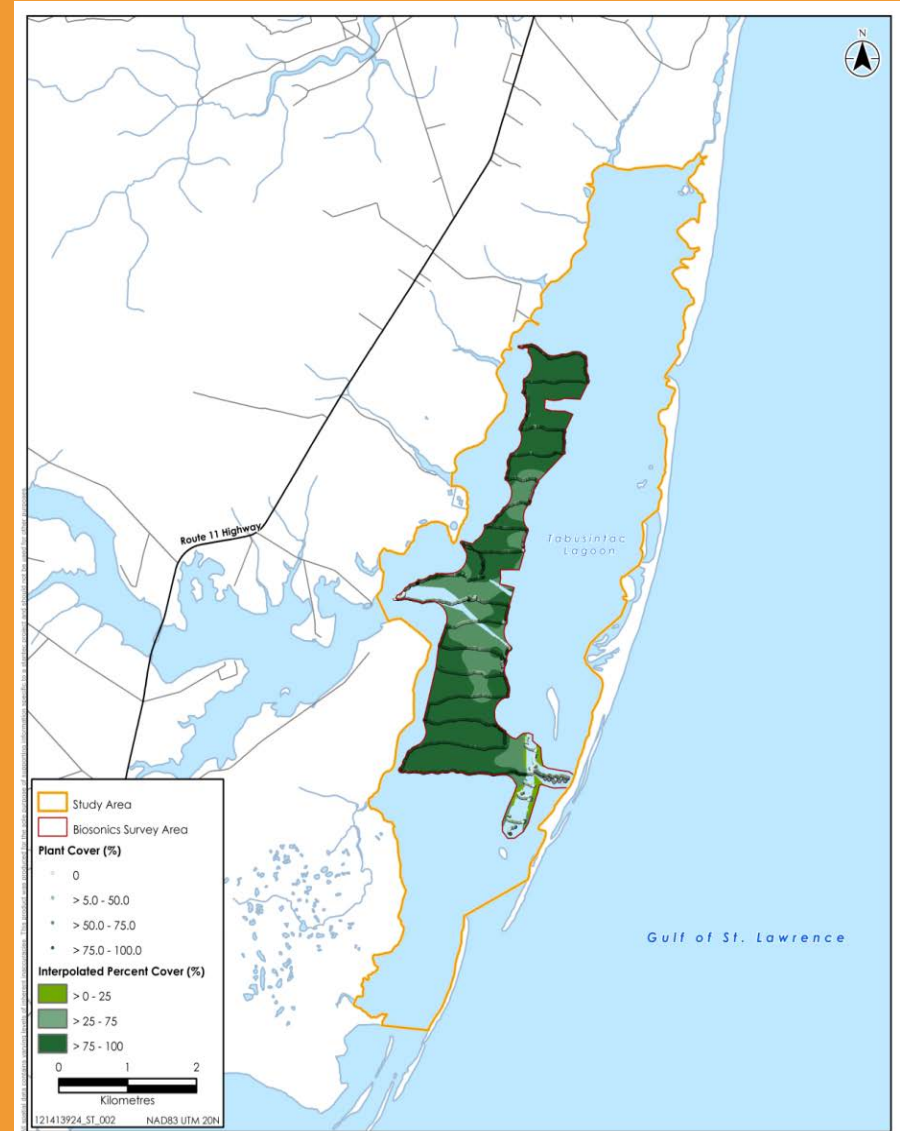 N
Route 11 Highway
Tabusintac
Lagoon
Gulf of St. Lawrence
Study Area
Biosonics Survey Area
Plant Cover (%)
0
> 5.0 - 50.0
> 50.0 - 75.0
> 75.0 - 100.0
Interpolated Percent Cover (%)
> 0 - 25
> 25 - 75
> 75 - 100
0 1 2
Kilometres
121413924_ST_002 NAD83 UTM 20N